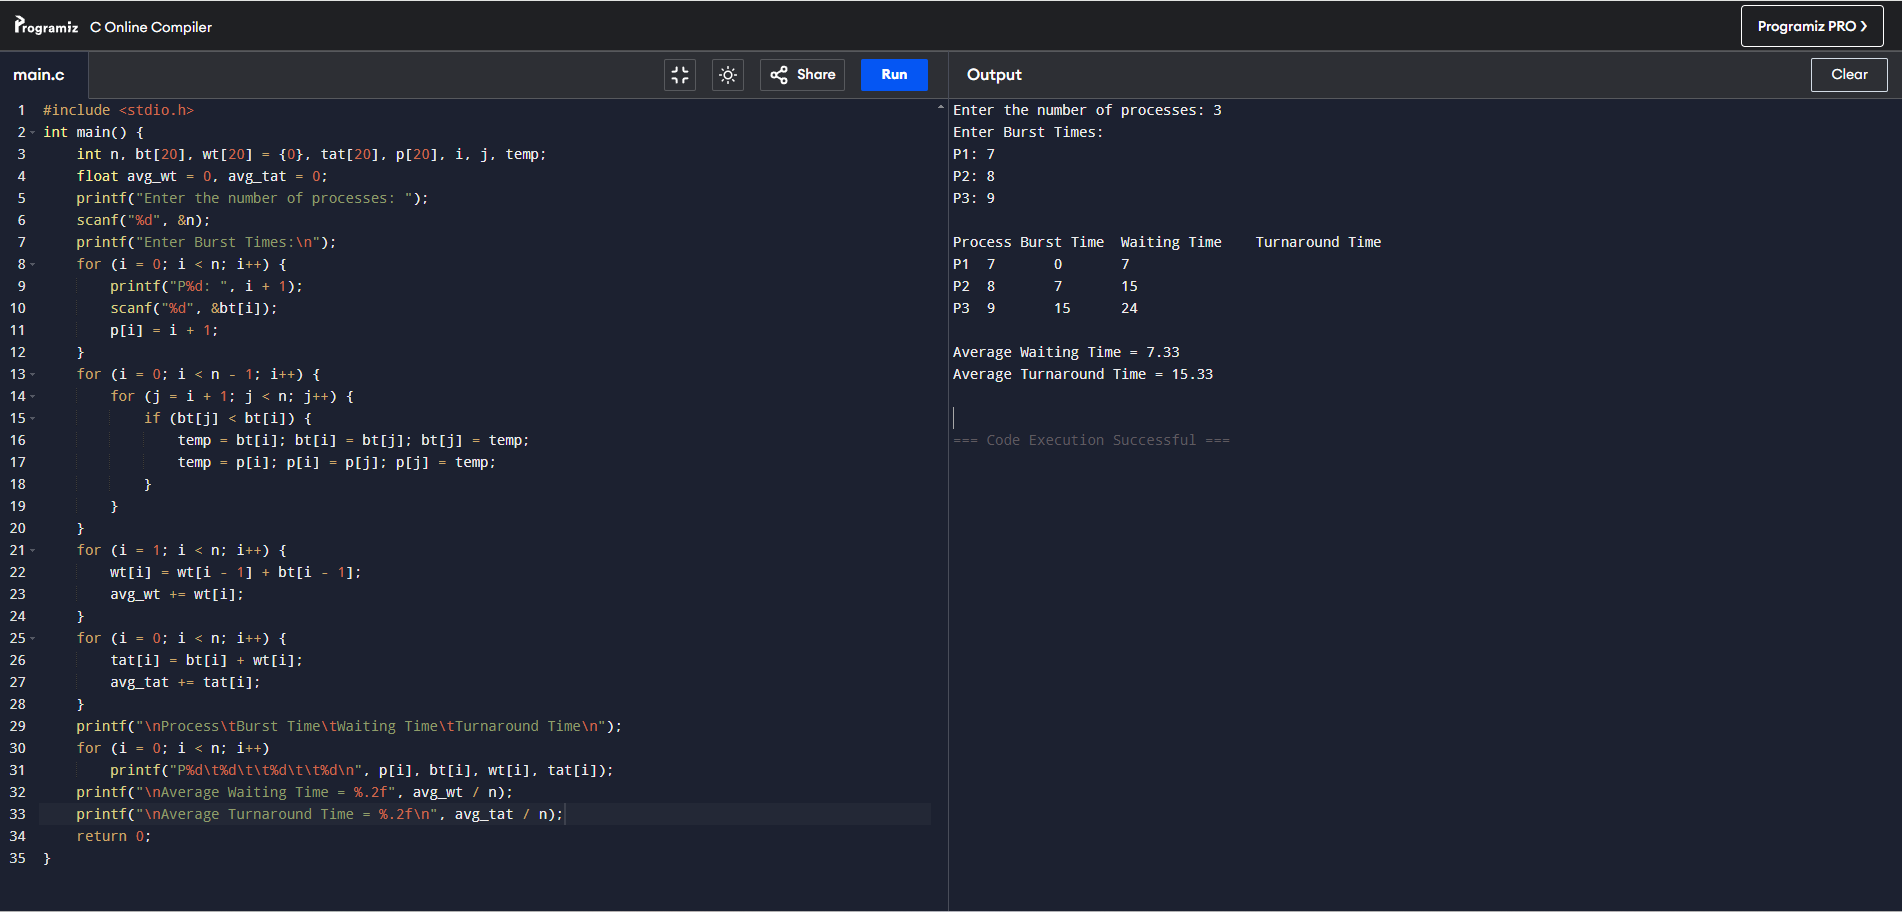 Programiz C Online Compiler
Programiz PRO ❯
main.c
Share
Run
1 #include <stdio.h>
2 int main() {
3     int n, bt[20], wt[20] = {0}, tat[20], p[20], i, j, temp;
4     float avg_wt = 0, avg_tat = 0;
5     printf("Enter the number of processes: ");
6     scanf("%d", &n);
7     printf("Enter Burst Times:\n");
8     for (i = 0; i < n; i++) {
9         printf("P%d: ", i + 1);
10         scanf("%d", &bt[i]);
11         p[i] = i + 1;
12     }
13     for (i = 0; i < n - 1; i++) {
14         for (j = i + 1; j < n; j++) {
15             if (bt[j] < bt[i]) {
16                 temp = bt[i]; bt[i] = bt[j]; bt[j] = temp;
17                 temp = p[i]; p[i] = p[j]; p[j] = temp;
18             }
19         }
20     }
21     for (i = 1; i < n; i++) {
22         wt[i] = wt[i - 1] + bt[i - 1];
23         avg_wt += wt[i];
24     }
25     for (i = 0; i < n; i++) {
26         tat[i] = bt[i] + wt[i];
27         avg_tat += tat[i];
28     }
29     printf("\nProcess\tBurst Time\tWaiting Time\tTurnaround Time\n");
30     for (i = 0; i < n; i++)
31         printf("P%d\t%d\t\t%d\t\t%d\n", p[i], bt[i], wt[i], tat[i]);
32     printf("\nAverage Waiting Time = %.2f", avg_wt / n);
33     printf("\nAverage Turnaround Time = %.2f\n", avg_tat / n);
34     return 0;
35 }
Output
Clear
Enter the number of processes: 3
Enter Burst Times:
P1: 7
P2: 8
P3: 9
Process Burst Time  Waiting Time    Turnaround Time
P1  7       0       7
P2  8       7       15
P3  9       15      24
Average Waiting Time = 7.33
Average Turnaround Time = 15.33
=== Code Execution Successful ===